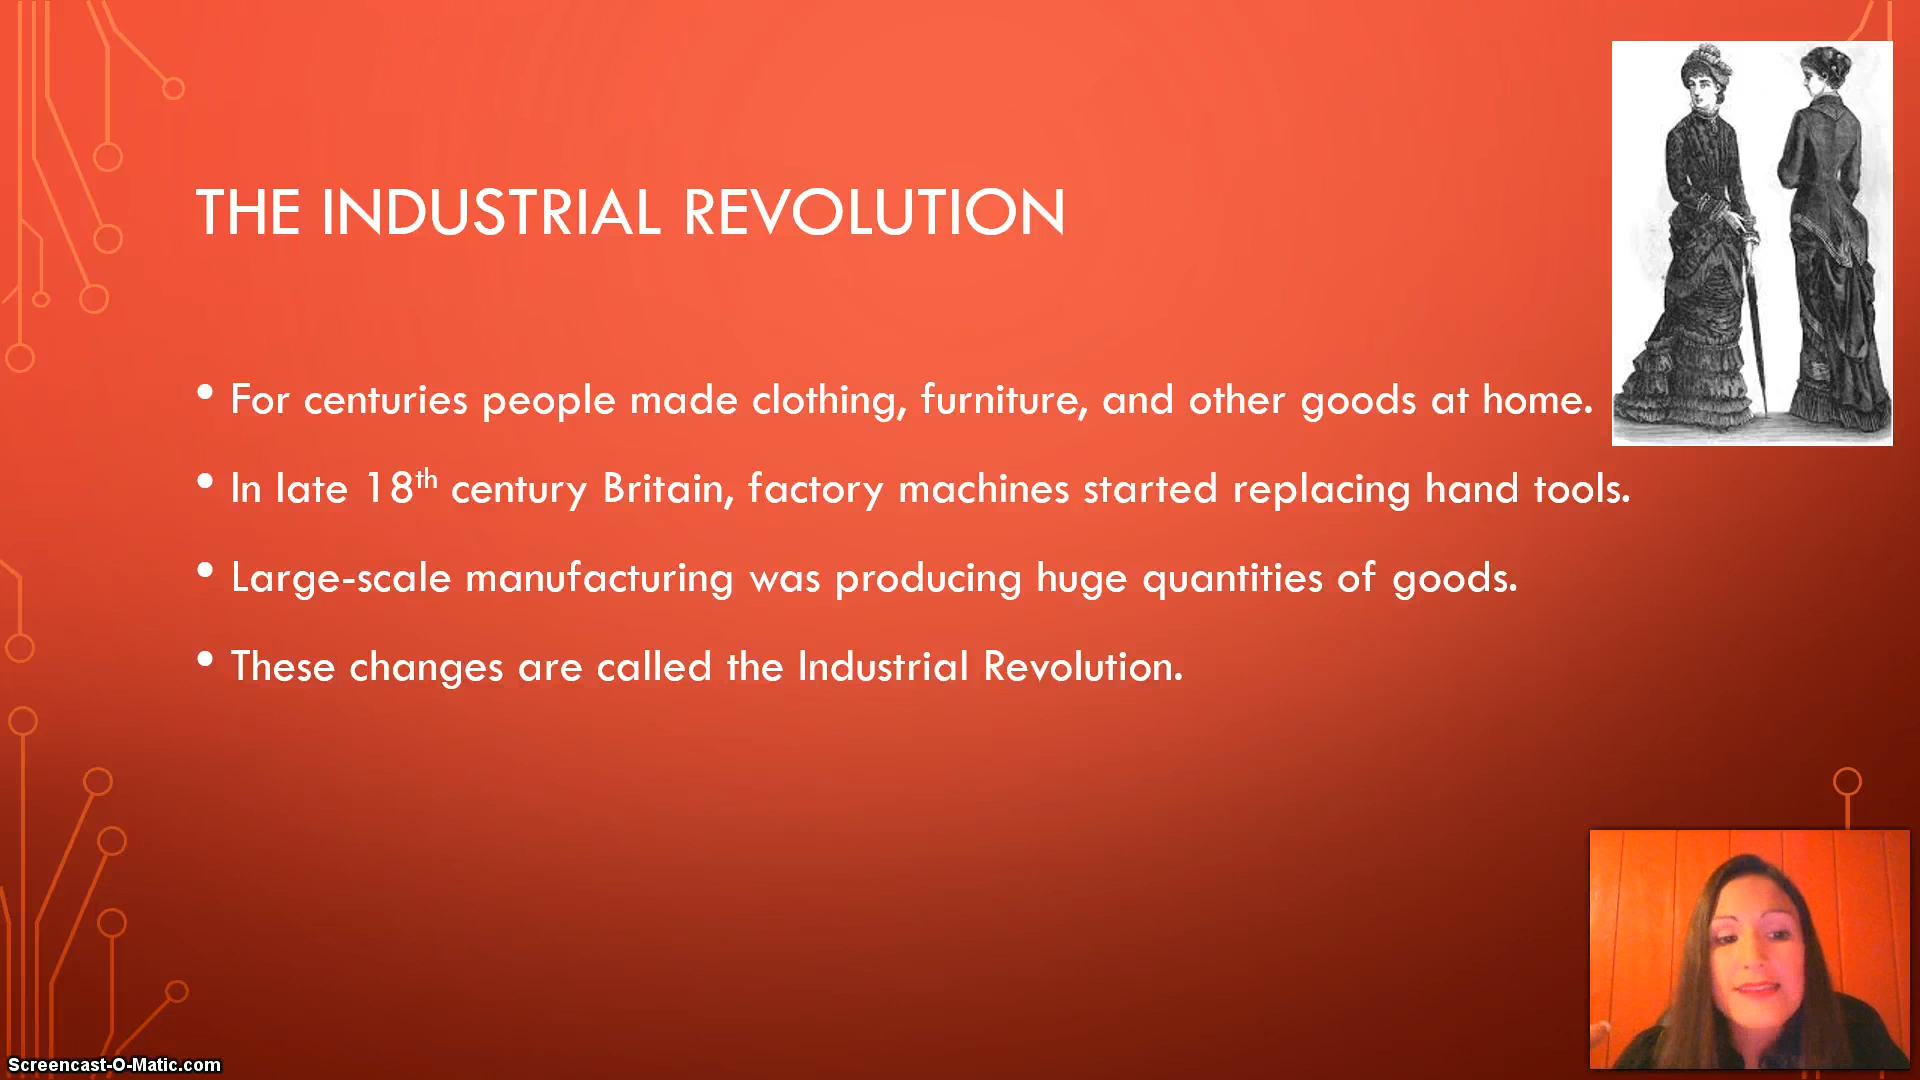 THE INDUSTRIAL REVOLUTION
• For centuries people made clothing, furniture, and other goods at home.
• In late 18th century Britain, factory machines started replacing hand tools.
• Large-scale manufacturing was producing huge quantities of goods.
• These changes are called the Industrial Revolution.
Screencast-O-Matic.com